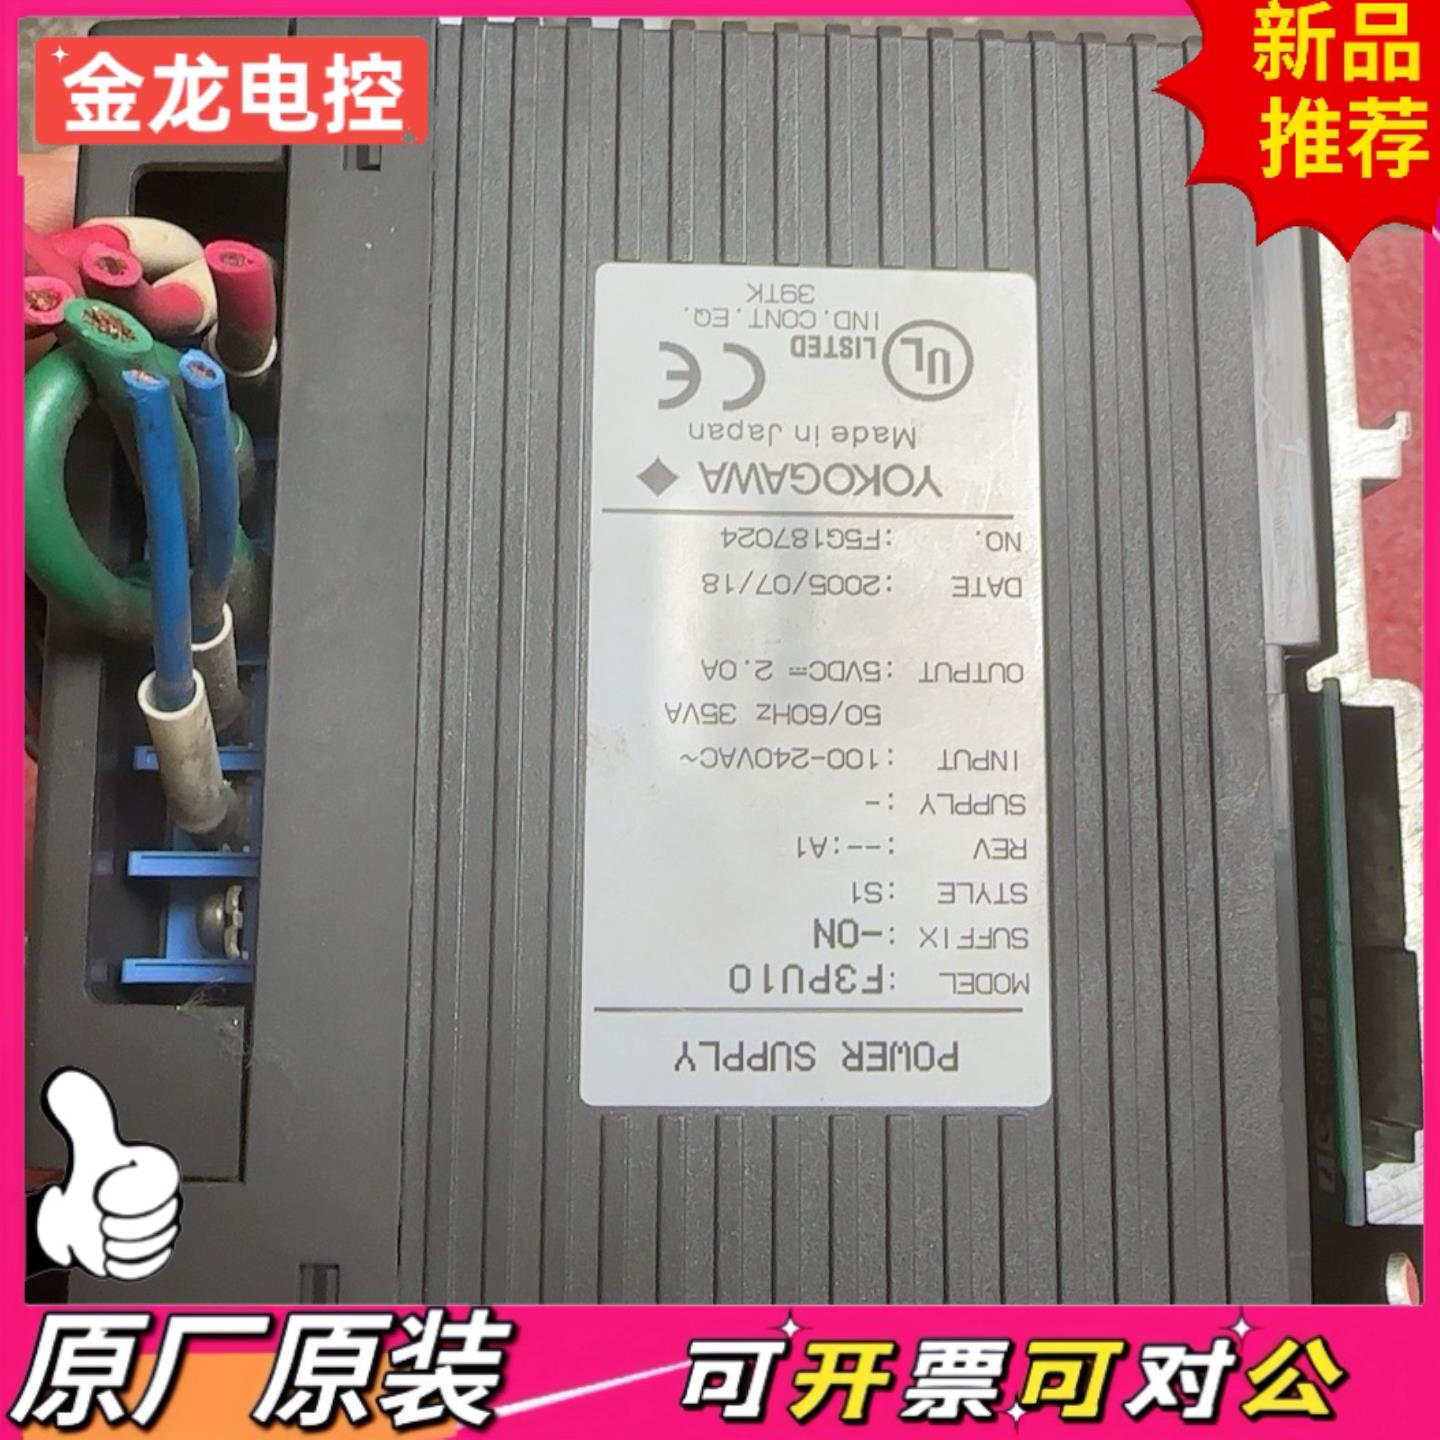 金龙电控
新品
推荐
POWER SUPPLY
MODEL :F3PU10
SUFFIX :-0N
STYLE :S1
REV :--:A1
SUPPLY :-
INPUT :100-240VAC~
50/60Hz 35VA
OUTPUT :5VDC⎓ 2.0A
DATE :2005/07/18
NO. :F5G187024
YOKOGAWA
Made in Japan
UL LISTED CE
IND.CONT.EQ.
39TK
原厂原装
可开票可对公